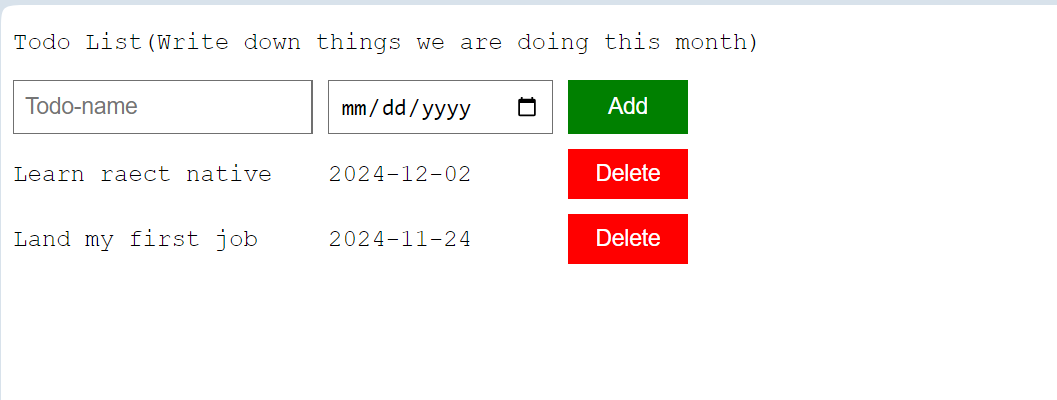 Todo List(Write down things we are doing this month)
Todo-name mm/dd/yyyy Add
Learn raect native 2024-12-02 Delete
Land my first job 2024-11-24 Delete